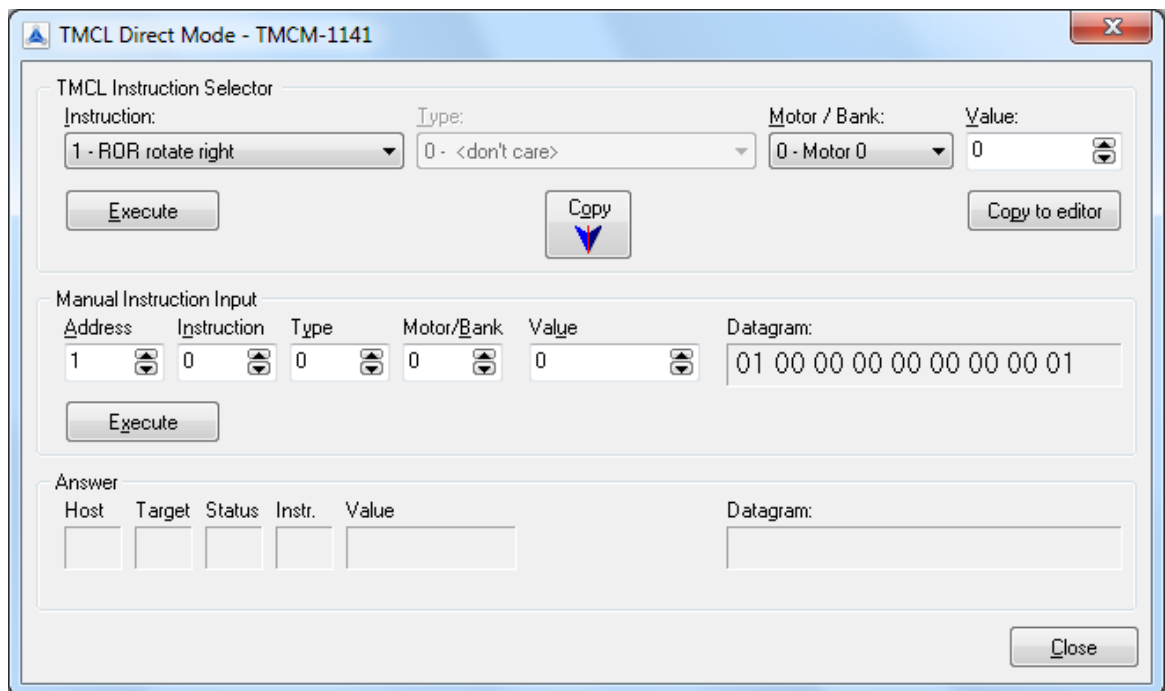 TMCL Direct Mode - TMCM-1141
x
TMCL Instruction Selector
Instruction: Type: Motor / Bank: Value:
1 - ROR rotate right 0 - <don't care> 0 - Motor 0 0
Execute Copy Copy to editor
Manual Instruction Input
Address Instruction Type Motor/Bank Value Datagram:
1 0 0 0 0 01 00 00 00 00 00 00 00 01
Execute
Answer
Host Target Status Instr. Value Datagram:
Close